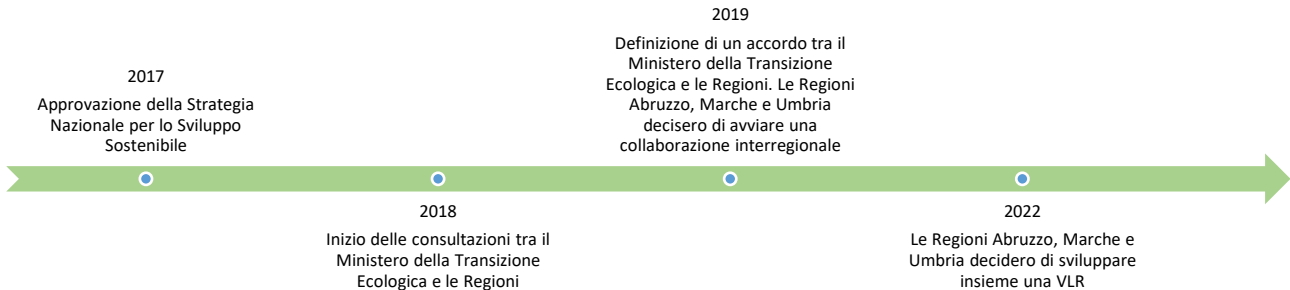 2017
Approvazione della Strategia
Nazionale per lo Sviluppo
Sostenibile
2018
Inizio delle consultazioni tra il
Ministero della Transizione
Ecologica e le Regioni
2019
Definizione di un accordo tra il
Ministero della Transizione
Ecologica e le Regioni. Le Regioni
Abruzzo, Marche e Umbria
decisero di avviare una
collaborazione interregionale
2022
Le Regioni Abruzzo, Marche e
Umbria decidero di sviluppare
insieme una VLR